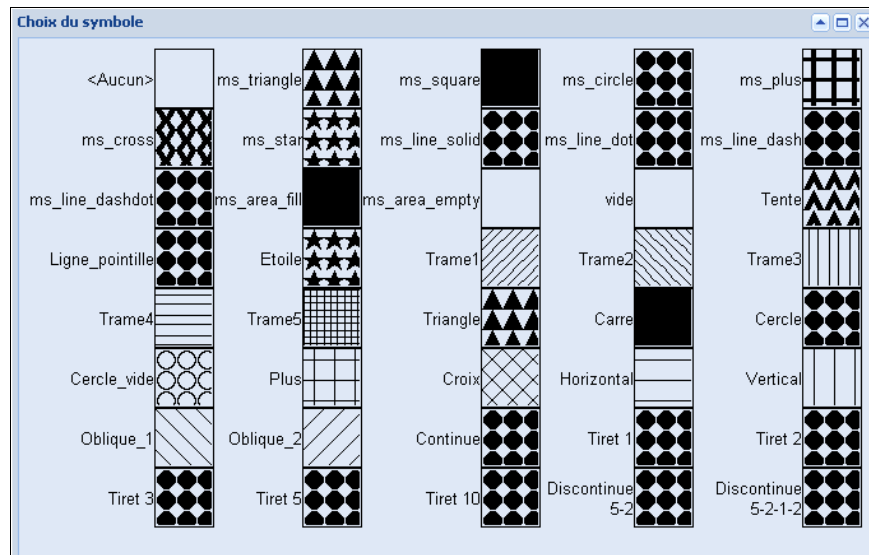 Choix du symbole
<Aucun> ms_triangle ms_square ms_circle ms_plus
ms_cross ms_star ms_line_solid ms_line_dot ms_line_dash
ms_line_dashdot ms_area_fill ms_area_empty vide Tente
Ligne_pointille Etoile Trame1 Trame2 Trame3
Trame4 Trame5 Triangle Carre Cercle
Cercle_vide Plus Croix Horizontal Vertical
Oblique_1 Oblique_2 Continue Tiret 1 Tiret 2
Tiret 3 Tiret 5 Tiret 10 Discontinue 5-2 Discontinue 5-2-1-2